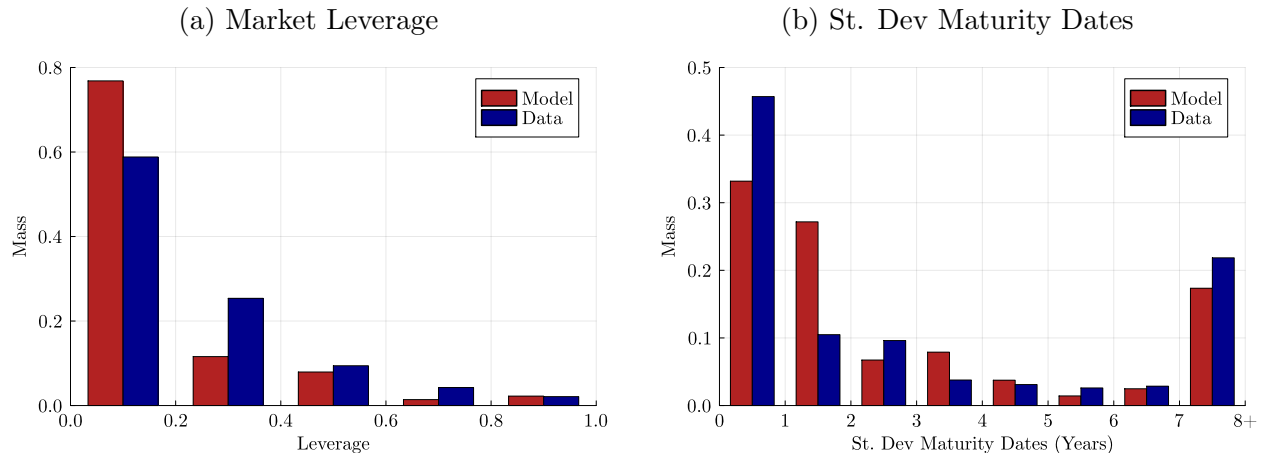 (a) Market Leverage
0.8
0.6
0.4
0.2
0.0
Mass
Model
Data
0.0 0.2 0.4 0.6 0.8 1.0
Leverage
(b) St. Dev Maturity Dates
0.5
0.4
0.3
0.2
0.1
0.0
Mass
Model
Data
0 1 2 3 4 5 6 7 8+
St. Dev Maturity Dates (Years)